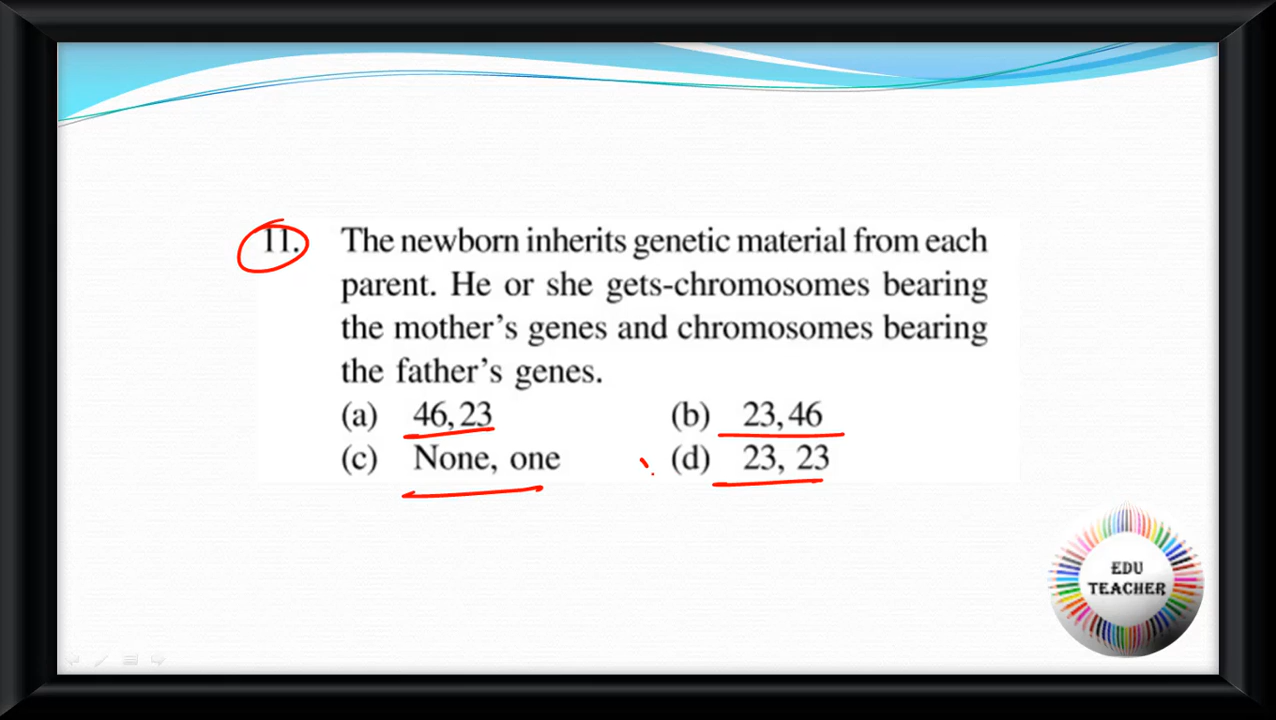 11. The newborn inherits genetic material from each
parent. He or she gets-chromosomes bearing
the mother's genes and chromosomes bearing
the father's genes.
(a) 46, 23 (b) 23, 46
(c) None, one (d) 23, 23
EDU
TEACHER